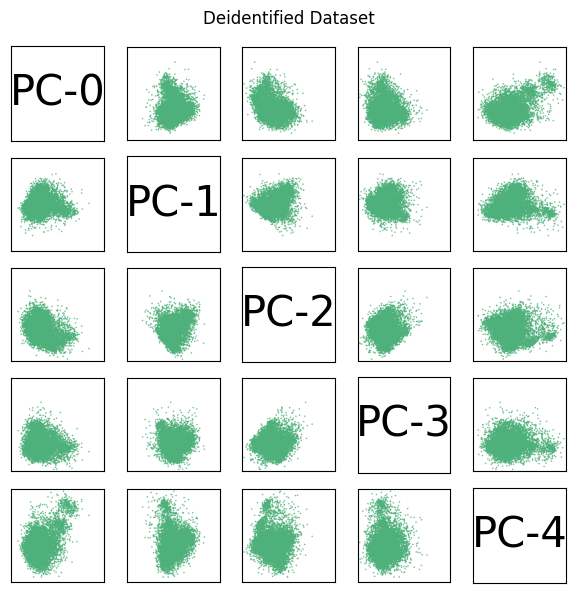 Deidentified Dataset
PC-0
PC-1
PC-2
PC-3
PC-4